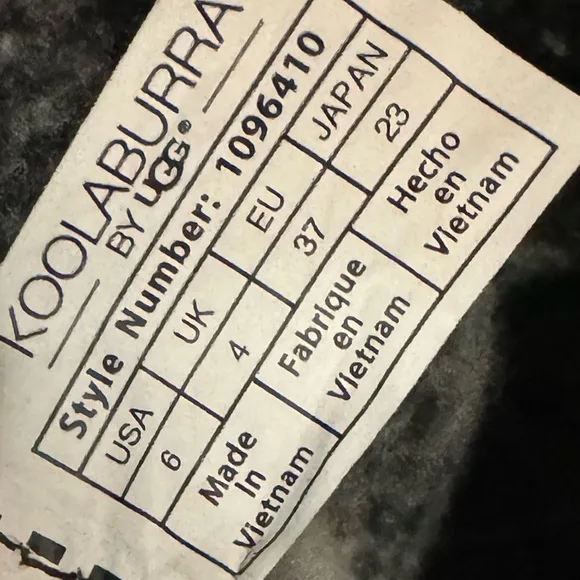 KOOLABURRA
BY UGG®
Style Number: 1096410
USA UK EU JAPAN
6 4 37 23
Made
In
Vietnam
Fabrique
en
Vietnam
Hecho
en
Vietnam